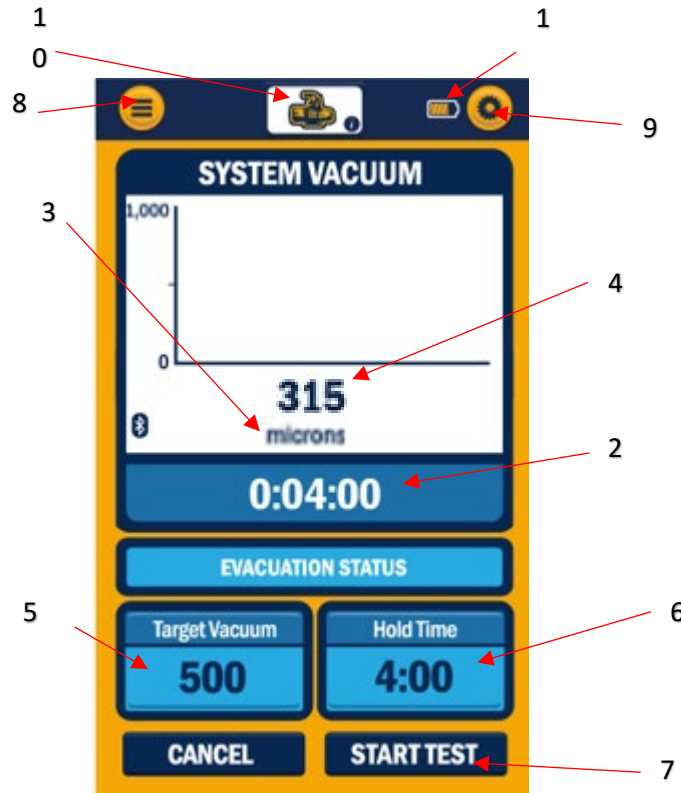 1
0
1
8
9
SYSTEM VACUUM
1,000
3
4
0
315
microns
2
0:04:00
EVACUATION STATUS
5
6
Target Vacuum
Hold Time
500
4:00
CANCEL
START TEST
7